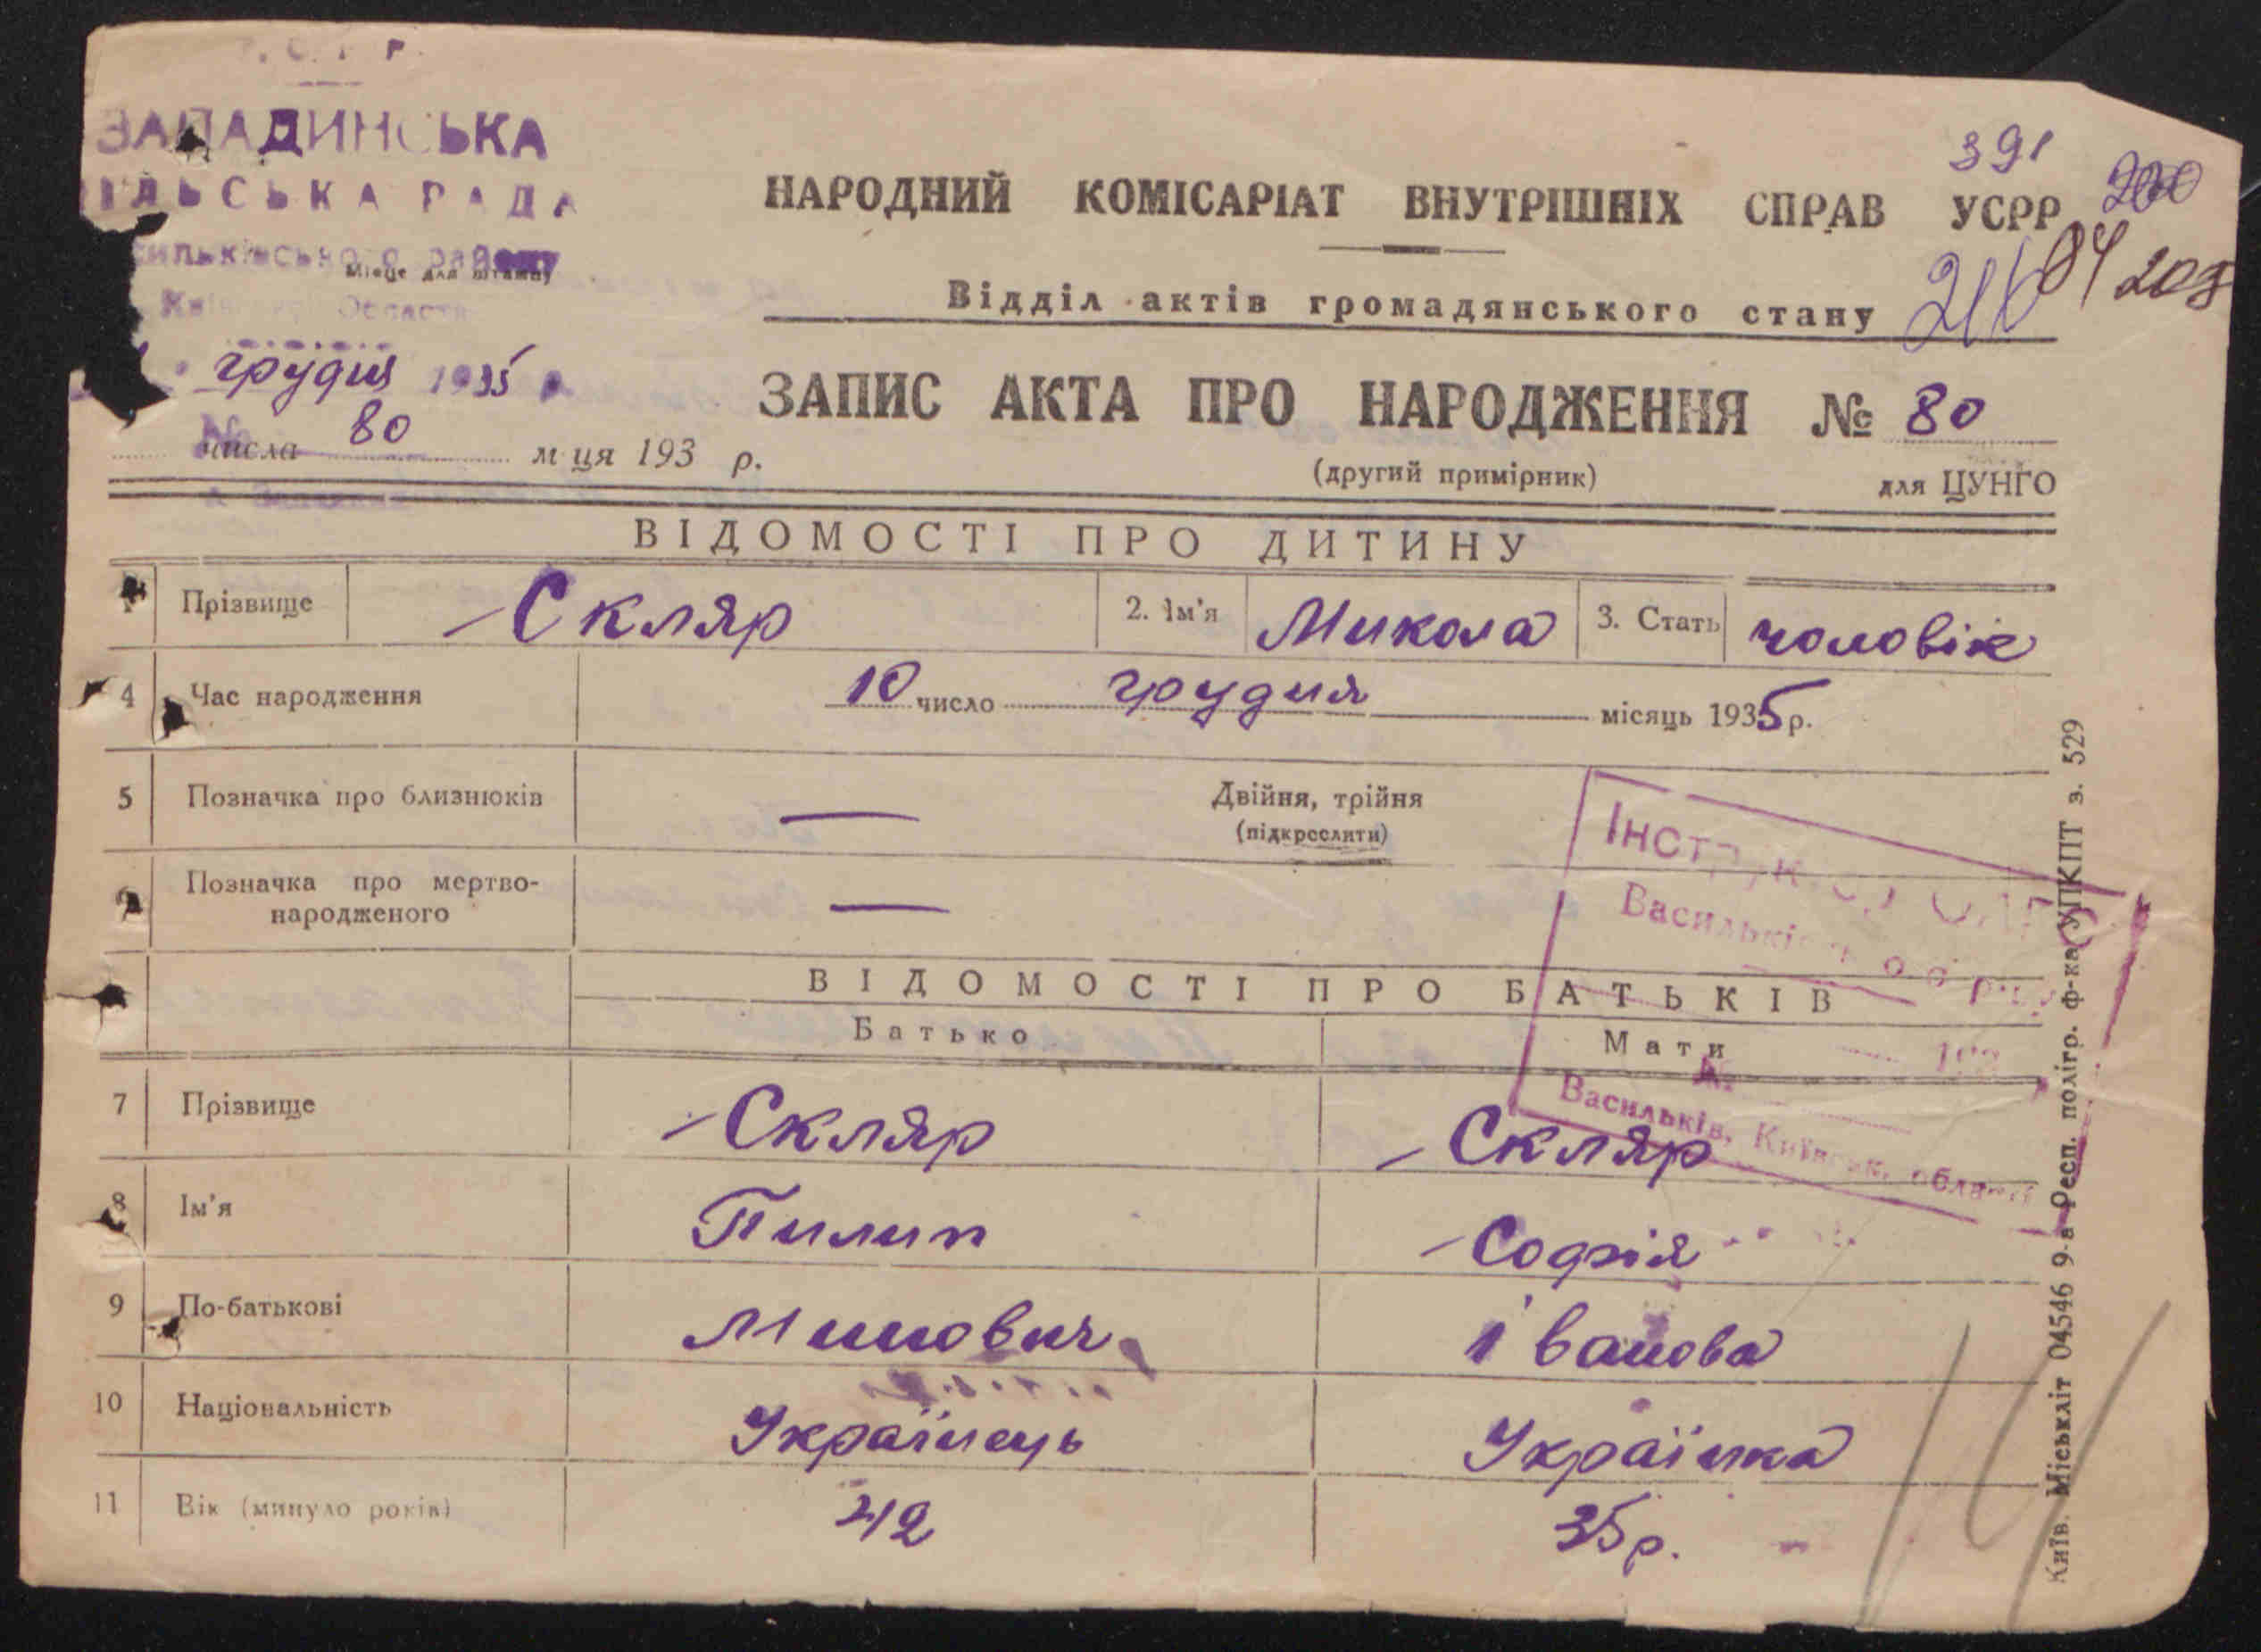 ЗАПАДИНСЬКА
РАДА
району
Місце для штампу
грудня 1935 р
№ 80
числа м ця 193 р.
391
200
НАРОДНИЙ КОМІСАРІАТ ВНУТРІШНІХ СПРАВ УСРР
Відділ актів громадянського стану
ЗАПИС АКТА ПРО НАРОДЖЕННЯ № 80
(другий примірник) для ЦУНГО
ВІДОМОСТІ ПРО ДИТИНУ
Прізвище Скляр 2. Ім'я Микола 3. Стать чоловік
4 Час народження 10 число грудня місяць 1935 р.
5 Позначка про близнюків — Двійня, трійня
(підкреслити)
Позначка про мертво-
народженого —
ВІДОМОСТІ ПРО БАТЬКІВ
Батько Мати
7 Прізвище Скляр Скляр
8 Ім'я Пилип Софія
9 По-батькові Минович Іванова
10 Національність Українець Українка
11 Вік (минуло років) 42 35 р.
Васильків, Київськ. області
Київ. Міськліт 04546 9-а Респ. полігр. ф-ка УПКПТ з. 529